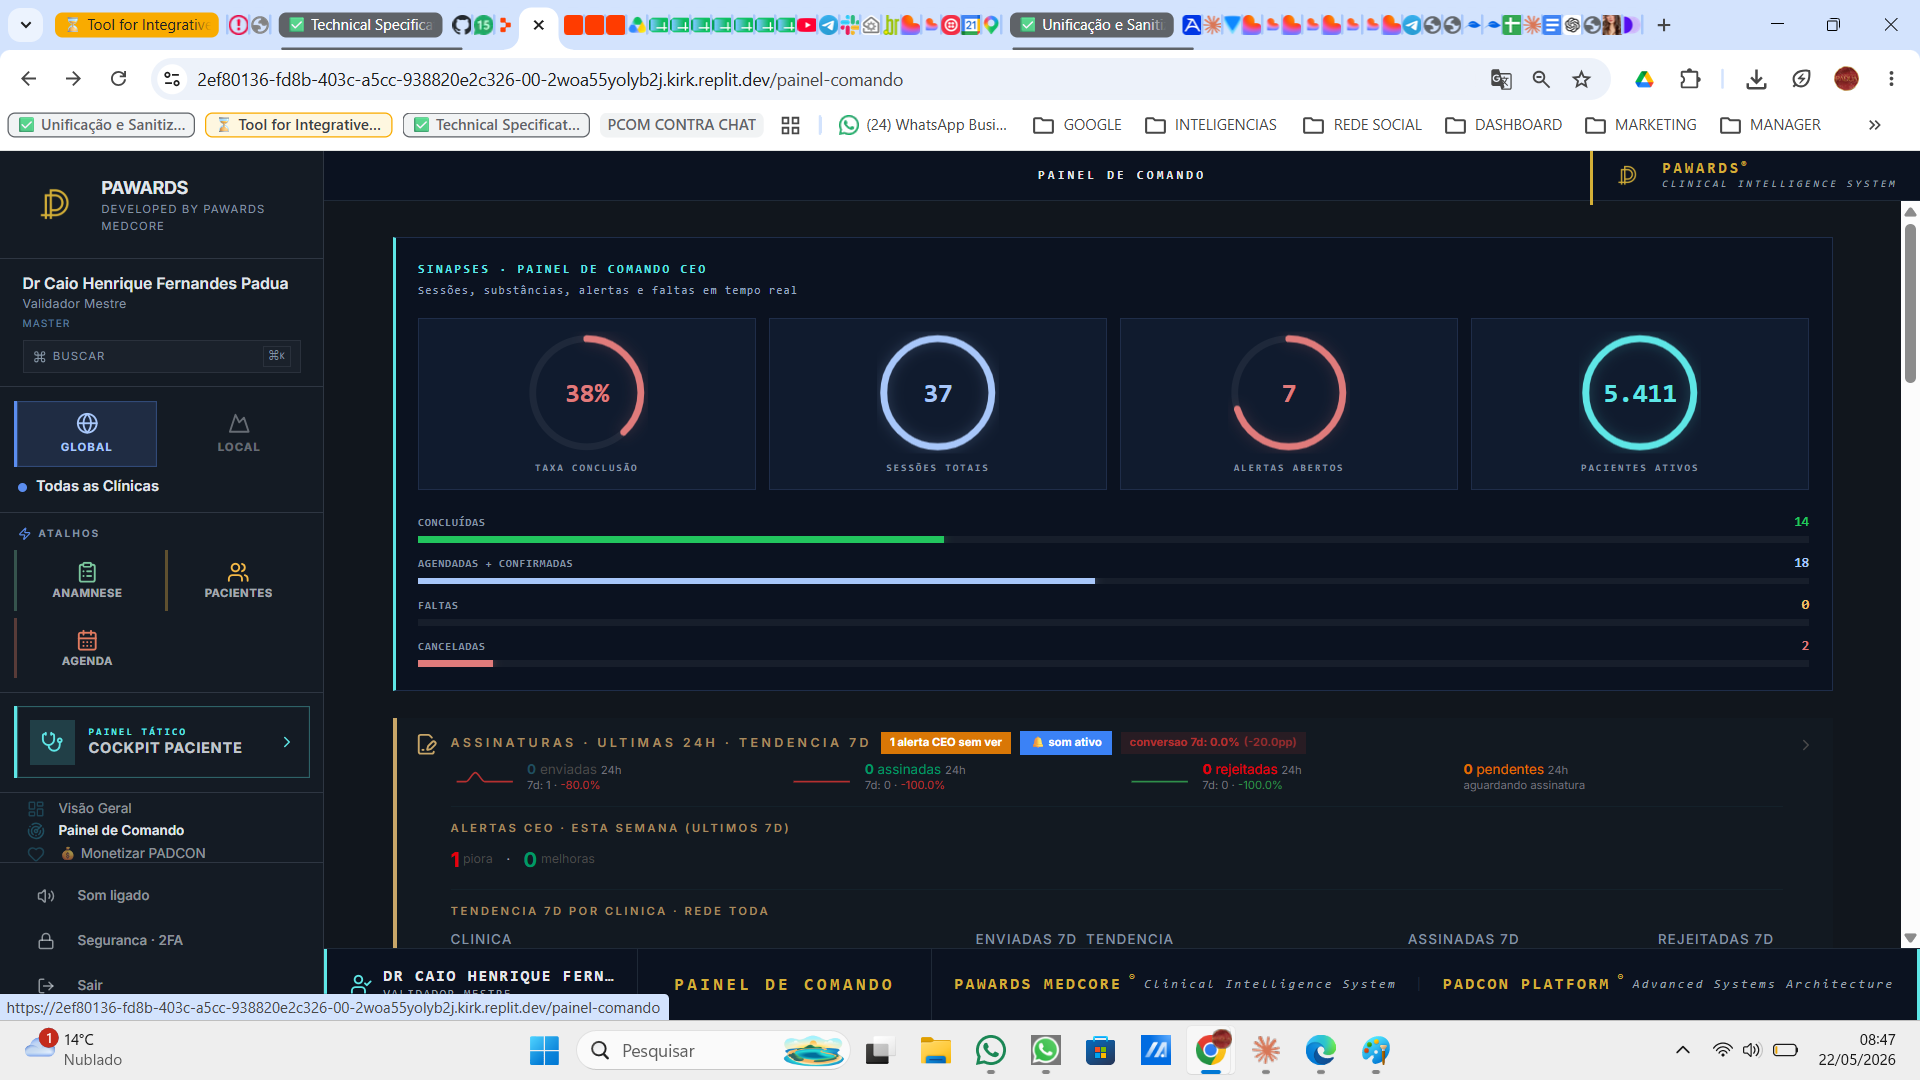 Tool for Integrative
Technical Specifica
15
21
Unificação e Saniti
2ef80136-fd8b-403c-a5cc-938820e2c326-00-2woa55yolyb2j.kirk.replit.dev/painel-comando
Unificação e Sanitiz...
Tool for Integrative...
Technical Specificat...
PCOM CONTRA CHAT
(24) WhatsApp Busi...
GOOGLE
INTELIGENCIAS
REDE SOCIAL
DASHBOARD
MARKETING
MANAGER
PAWARDS
DEVELOPED BY PAWARDS
MEDCORE
PAINEL DE COMANDO
PAWARDS®
CLINICAL INTELLIGENCE SYSTEM
Dr Caio Henrique Fernandes Padua
Validador Mestre
MASTER
BUSCAR
⌘K
GLOBAL
LOCAL
Todas as Clínicas
ATALHOS
ANAMNESE
PACIENTES
AGENDA
PAINEL TÁTICO
COCKPIT PACIENTE
Visão Geral
Painel de Comando
Monetizar PADCON
Som ligado
Seguranca · 2FA
Sair
SINAPSES · PAINEL DE COMANDO CEO
Sessões, substâncias, alertas e faltas em tempo real
38%
TAXA CONCLUSÃO
37
SESSÕES TOTAIS
7
ALERTAS ABERTOS
5.411
PACIENTES ATIVOS
CONCLUÍDAS
14
AGENDADAS + CONFIRMADAS
18
FALTAS
0
CANCELADAS
2
ASSINATURAS · ULTIMAS 24H · TENDENCIA 7D
1 alerta CEO sem ver
som ativo
conversao 7d: 0.0% (-20.0pp)
0 enviadas 24h
7d: 1 · -80.0%
0 assinadas 24h
7d: 0 · -100.0%
0 rejeitadas 24h
7d: 0 · -100.0%
0 pendentes 24h
aguardando assinatura
ALERTAS CEO · ESTA SEMANA (ULTIMOS 7D)
1 piora · 0 melhoras
TENDENCIA 7D POR CLINICA · REDE TODA
CLINICA
ENVIADAS 7D
TENDENCIA
ASSINADAS 7D
REJEITADAS 7D
DR CAIO HENRIQUE FERN...
VALIDADOR MESTRE
PAINEL DE COMANDO
PAWARDS MEDCORE® Clinical Intelligence System
PADCON PLATFORM® Advanced Systems Architecture
https://2ef80136-fd8b-403c-a5cc-938820e2c326-00-2woa55yolyb2j.kirk.replit.dev/painel-comando
1
14°C
Nublado
Pesquisar
08:47
22/05/2026